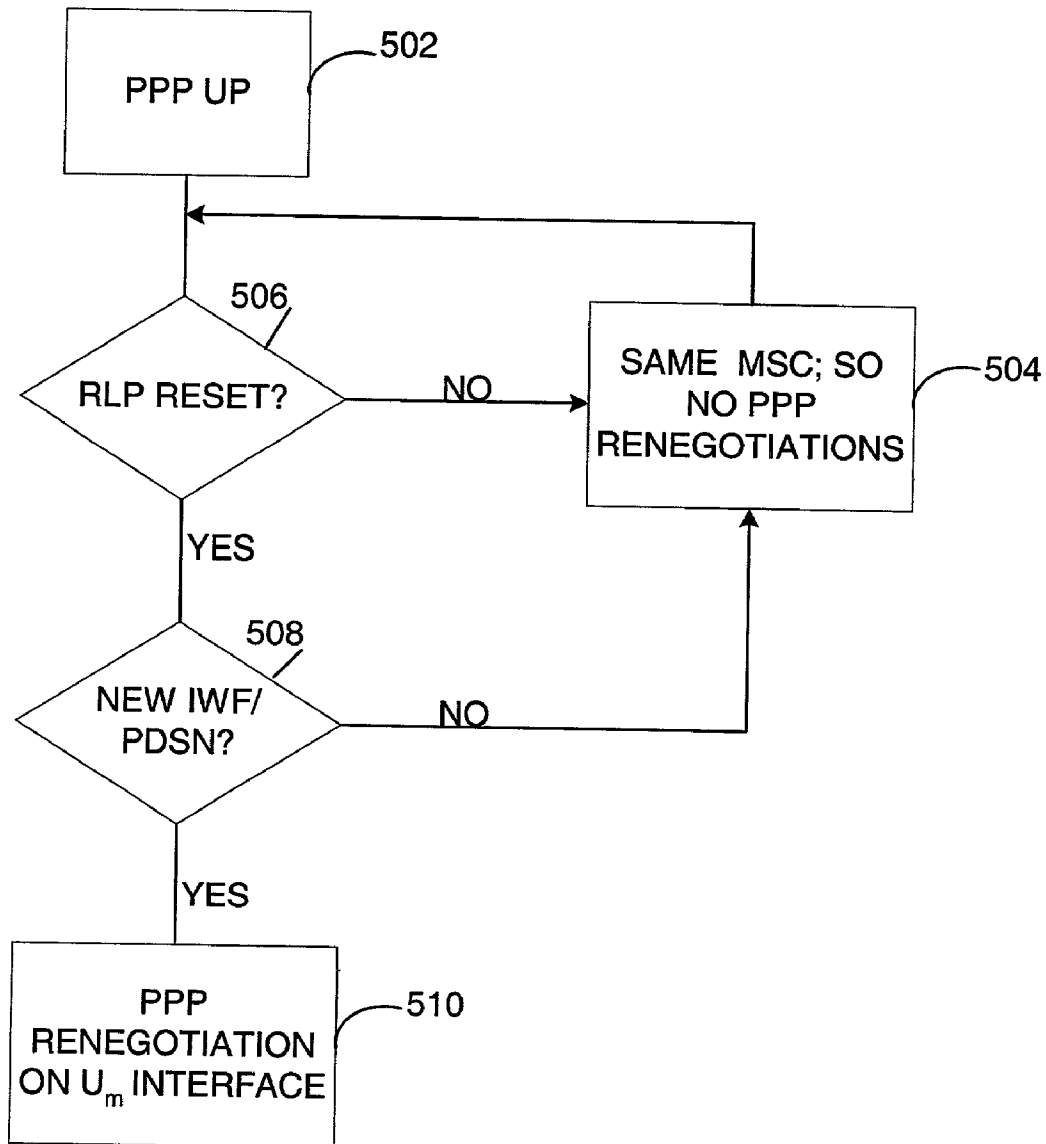 502
PPP UP
506
RLP RESET?
NO
SAME MSC; SO
NO PPP
RENEGOTIATIONS
504
YES
508
NEW IWF/
PDSN?
NO
YES
PPP
RENEGOTIATION
ON Um INTERFACE
510